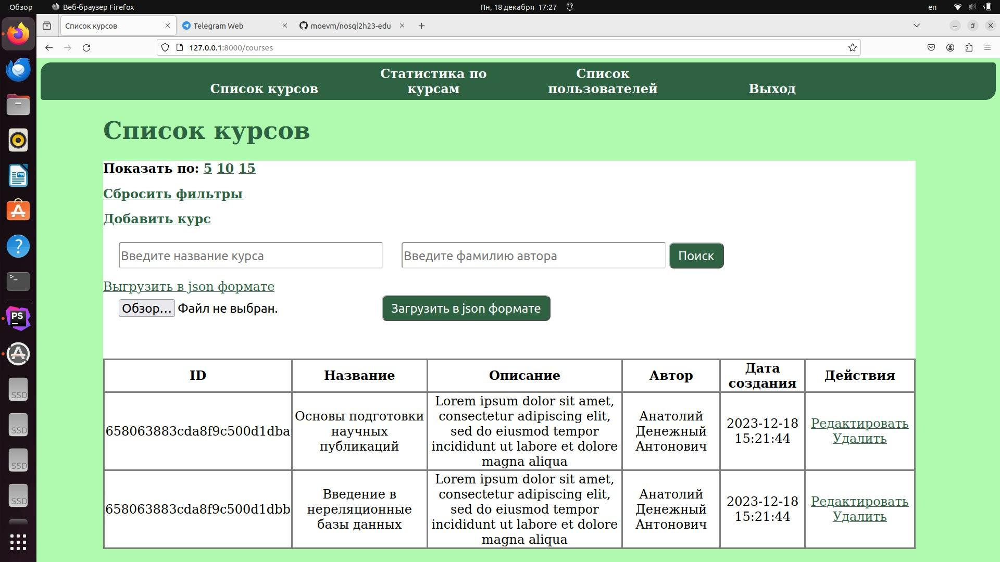 Обзор
Веб-браузер Firefox
Пн, 18 декабря 17:27
en
Список курсов
Telegram Web
moevm/nosql2h23-edu
127.0.0.1:8000/courses
Список курсов
Статистика по
курсам
Список
пользователей
Выход
Список курсов
Показать по: 5 10 15
Сбросить фильтры
Добавить курс
Введите название курса
Введите фамилию автора
Поиск
Выгрузить в json формате
Обзор... Файл не выбран.
Загрузить в json формате
ID
Название
Описание
Автор
Дата
создания
Действия
658063883cda8f9c500d1dba
Основы подготовки
научных
публикаций
Lorem ipsum dolor sit amet,
consectetur adipiscing elit,
sed do eiusmod tempor
incididunt ut labore et dolore
magna aliqua
Анатолий
Денежный
Антонович
2023-12-18
15:21:44
Редактировать
Удалить
658063883cda8f9c500d1dbb
Введение в
нереляционные
базы данных
Lorem ipsum dolor sit amet,
consectetur adipiscing elit,
sed do eiusmod tempor
incididunt ut labore et dolore
magna aliqua
Анатолий
Денежный
Антонович
2023-12-18
15:21:44
Редактировать
Удалить
PS
SSD
SSD
SSD
SSD